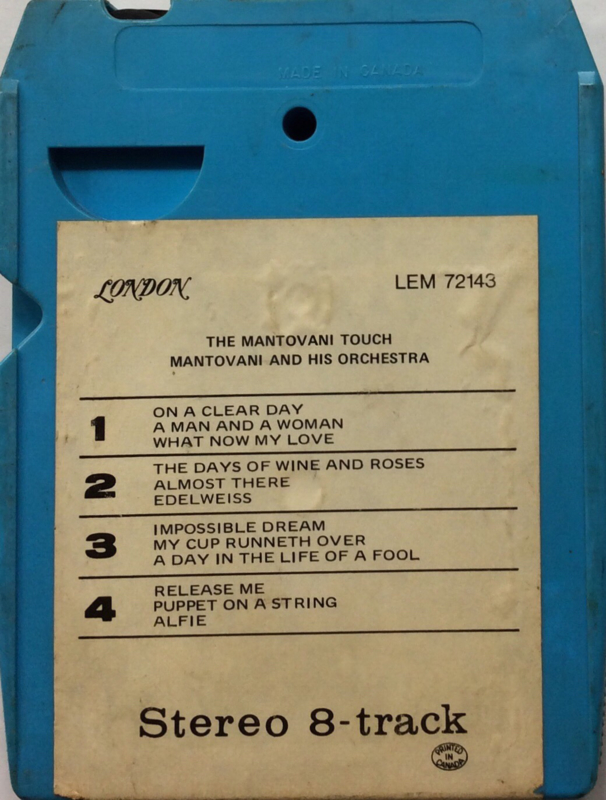 MADE IN CANADA
LONDON
LEM 72143
THE MANTOVANI TOUCH
MANTOVANI AND HIS ORCHESTRA
1
ON A CLEAR DAY
A MAN AND A WOMAN
WHAT NOW MY LOVE
2
THE DAYS OF WINE AND ROSES
ALMOST THERE
EDELWEISS
3
IMPOSSIBLE DREAM
MY CUP RUNNETH OVER
A DAY IN THE LIFE OF A FOOL
4
RELEASE ME
PUPPET ON A STRING
ALFIE
Stereo 8-track
PRINTED
IN
CANADA